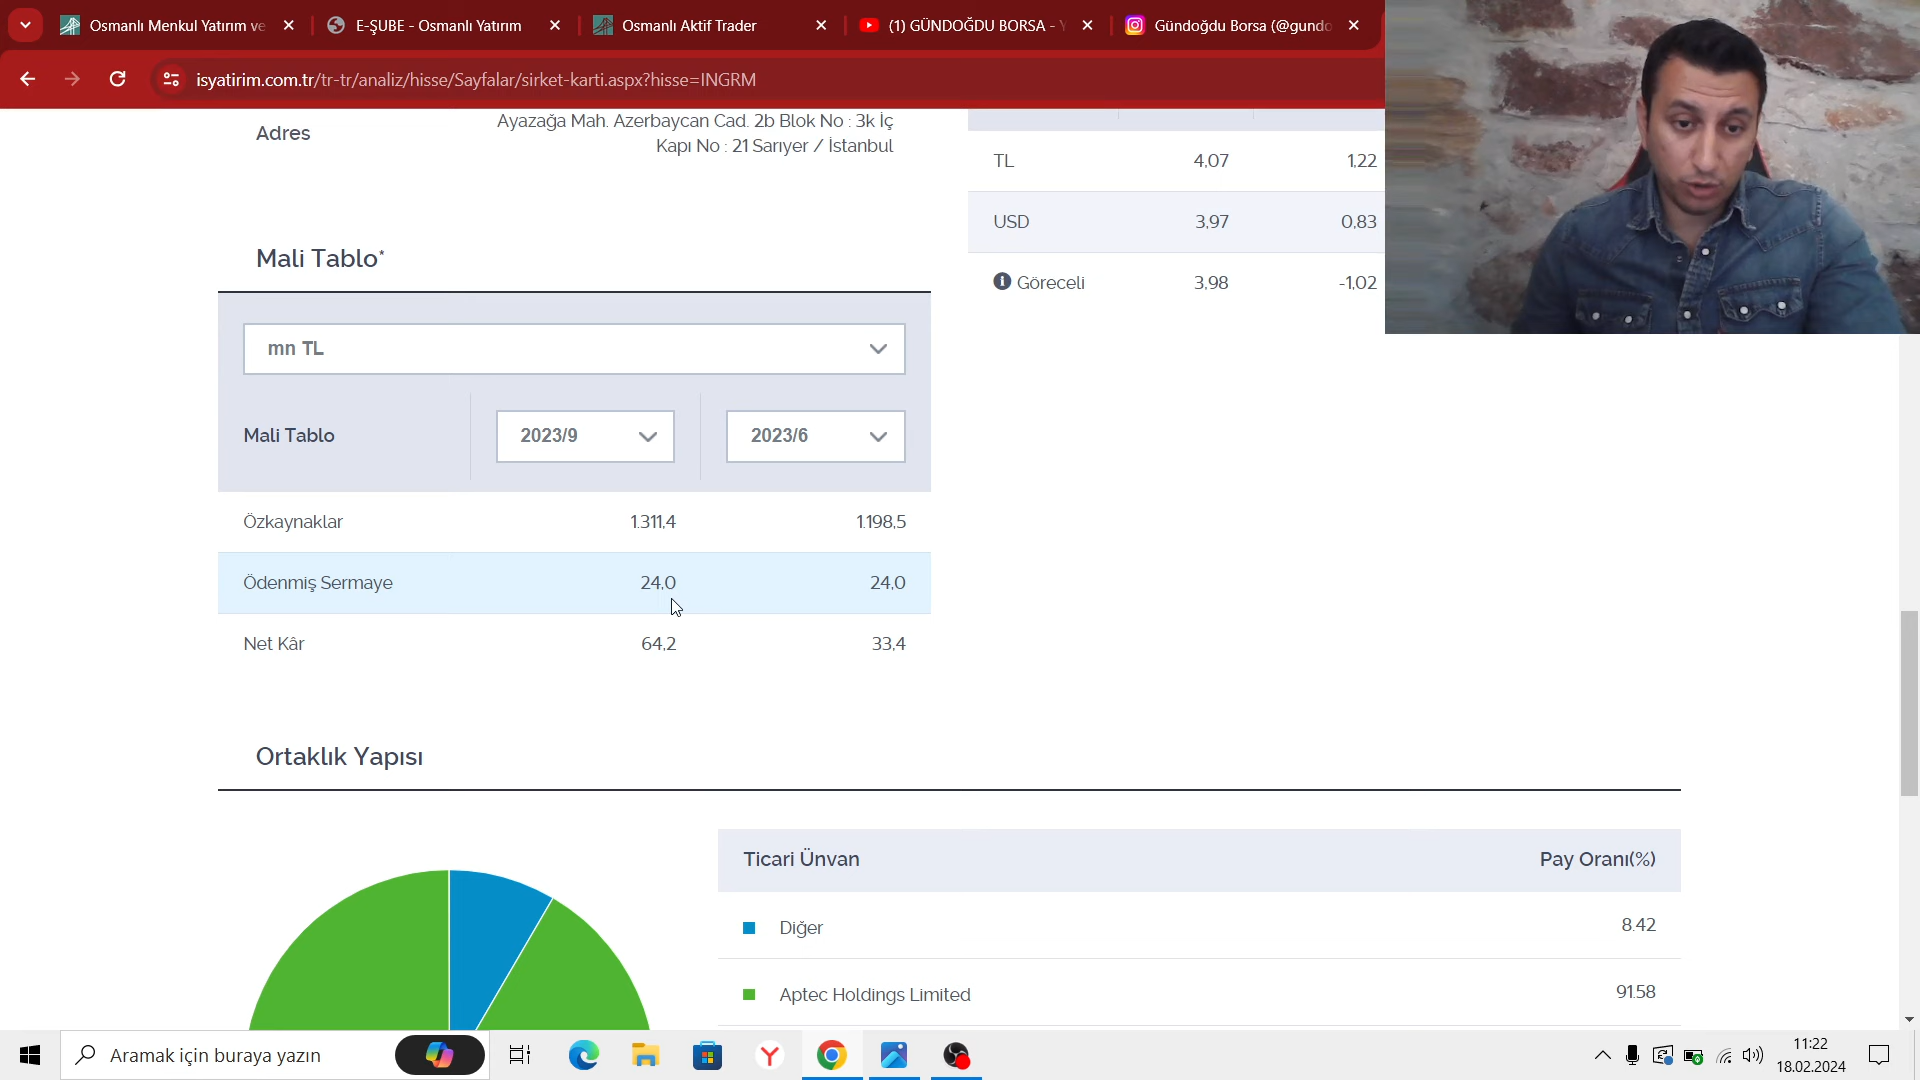 Osmanlı Menkul Yatırım ve
E-ŞUBE - Osmanlı Yatırım
Osmanlı Aktif Trader
(1) GÜNDOĞDU BORSA - Y
Gündoğdu Borsa (@gundo
isyatirim.com.tr/tr-tr/analiz/hisse/Sayfalar/sirket-karti.aspx?hisse=INGRM
Adres
Ayazağa Mah. Azerbaycan Cad. 2b Blok No : 3k İç
Kapı No : 21 Sarıyer / İstanbul
TL 4,07 1,22
USD 3,97 0,83
Göreceli 3,98 -1,02
Mali Tablo*
mn TL
Mali Tablo 2023/9 2023/6
Özkaynaklar 1.311,4 1.198,5
Ödenmiş Sermaye 24,0 24,0
Net Kâr 64,2 33,4
Ortaklık Yapısı
Ticari Ünvan Pay Oranı(%)
Diğer 8.42
Aptec Holdings Limited 91.58
Aramak için buraya yazın
11:22
18.02.2024